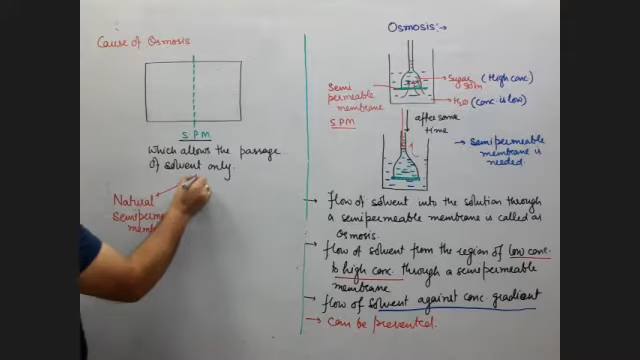 Cause of Osmosis
S P M
Which allows the passage
of solvent only.
Natural
Osmosis:→
Sugar soln (High conc)
Semi
permeable
membrane
S P M
H₂O (conc. is low)
after some
time
→ Semipermeable
membrane is
needed.
→ flow of solvent into the solution through
a semipermeable membrane is called as
Osmosis.
→ flow of solvent from the region of low conc.
to high conc. through a semipermeable
membrane
→ flow of solvent against conc. gradient
→ can be prevented.